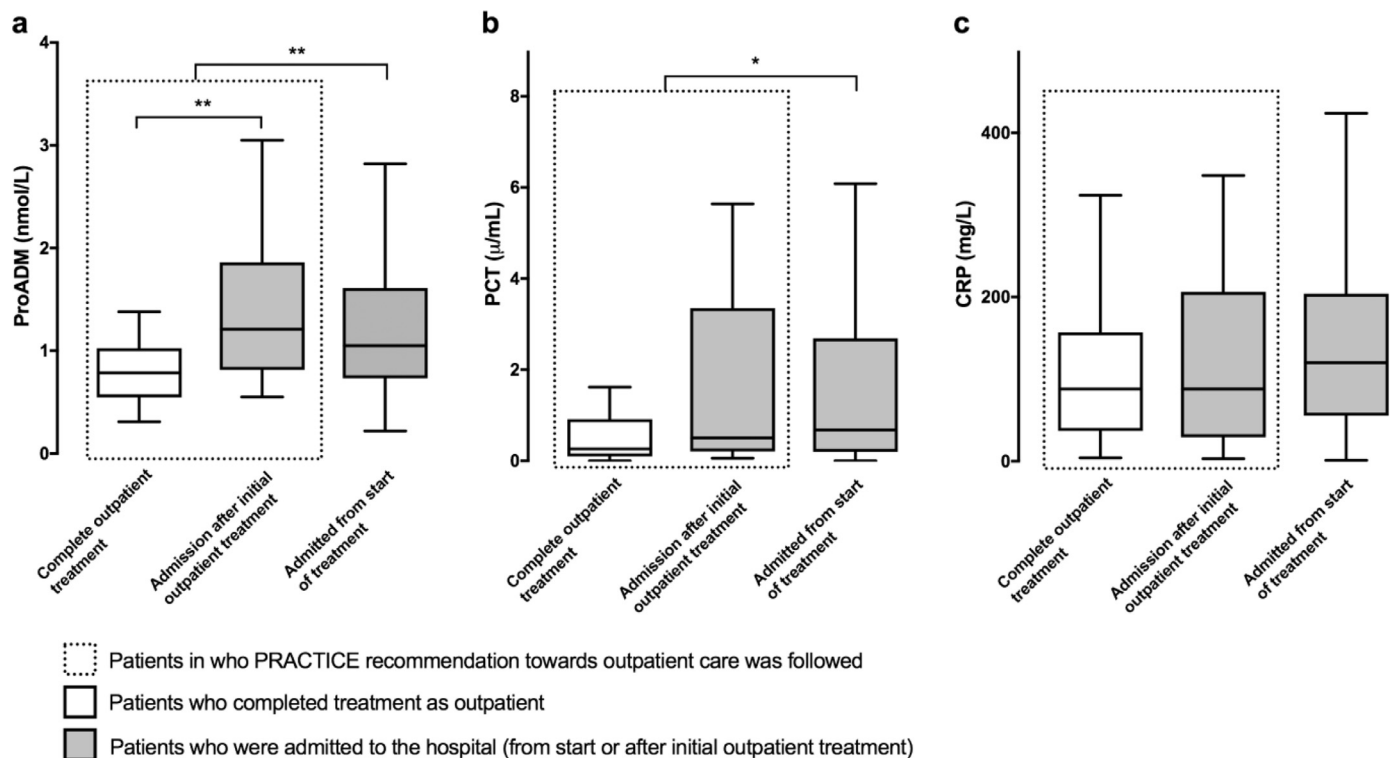 a
4
3
2
1
0
ProADM (nmol/L)
**
**
Complete outpatient
treatment
Admission after initial
outpatient treatment
Admitted from start
of treatment
b
8
6
4
2
0
PCT (μ/mL)
*
Complete outpatient
treatment
Admission after initial
outpatient treatment
Admitted from start
of treatment
c
400
200
0
CRP (mg/L)
Complete outpatient
treatment
Admission after initial
outpatient treatment
Admitted from start
of treatment
Patients in who PRACTICE recommendation towards outpatient care was followed
Patients who completed treatment as outpatient
Patients who were admitted to the hospital (from start or after initial outpatient treatment)